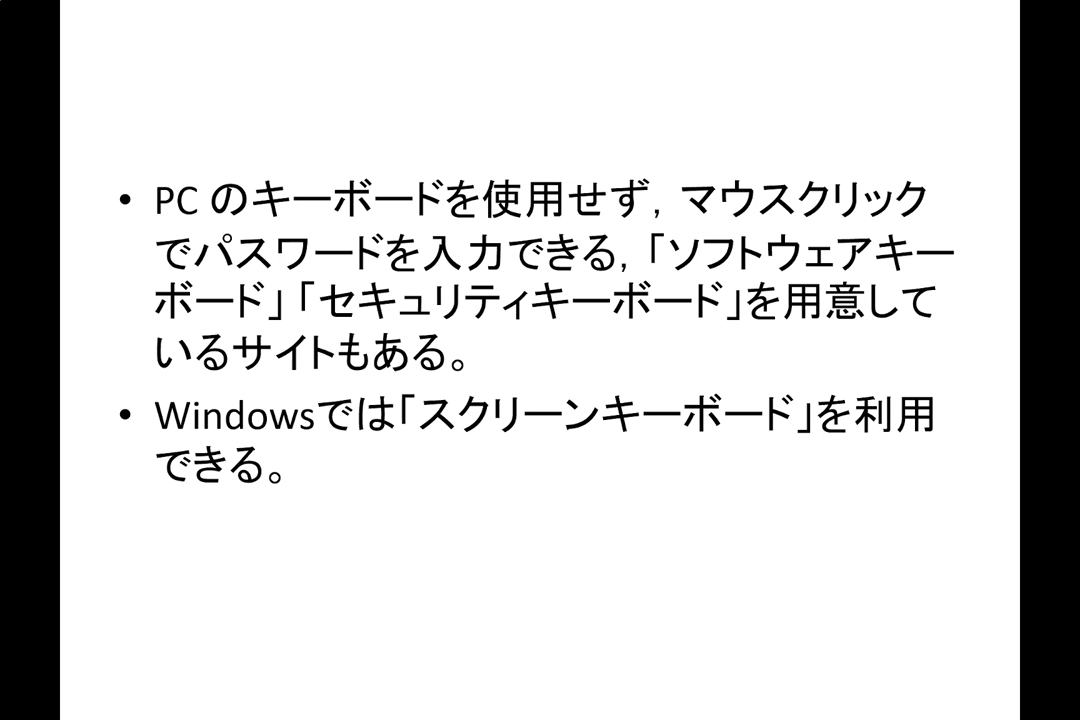 • PC のキーボードを使用せず，マウスクリック
でパスワードを入力できる，「ソフトウェアキー
ボード」「セキュリティキーボード」を用意して
いるサイトもある。
• Windowsでは「スクリーンキーボード」を利用
できる。